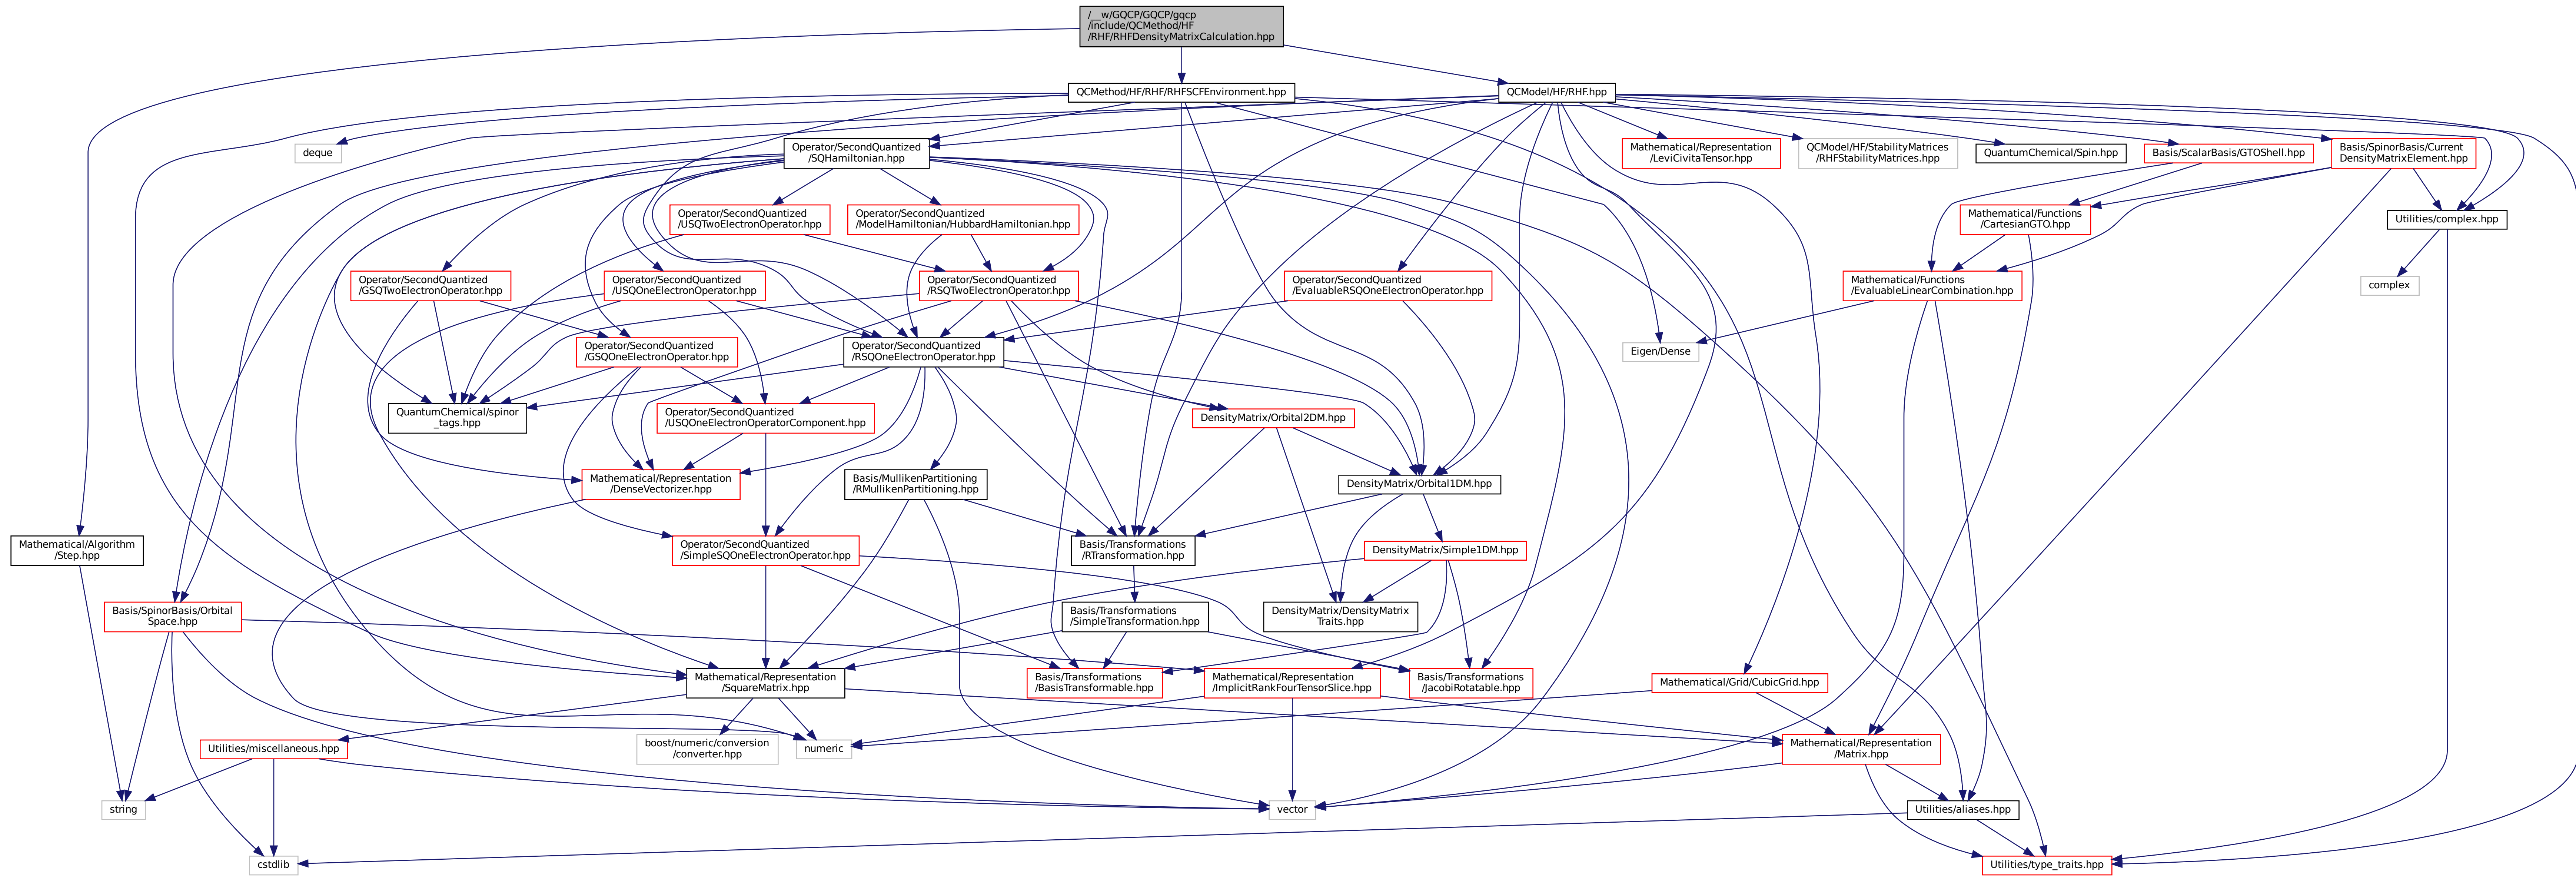 /__w/GQCP/GQCP/gqcp
/include/QCMethod/HF
/RHF/RHFDensityMatrixCalculation.hpp
QCMethod/HF/RHF/RHFSCFEnvironment.hpp
QCModel/HF/RHF.hpp
deque
Operator/SecondQuantized
/SQHamiltonian.hpp
Mathematical/Representation
/LeviCivitaTensor.hpp
QCModel/HF/StabilityMatrices
/RHFStabilityMatrices.hpp
QuantumChemical/Spin.hpp
Basis/ScalarBasis/GTOShell.hpp
Basis/SpinorBasis/Current
DensityMatrixElement.hpp
Operator/SecondQuantized
/USQTwoElectronOperator.hpp
Operator/SecondQuantized
/ModelHamiltonian/HubbardHamiltonian.hpp
Mathematical/Functions
/CartesianGTO.hpp
Utilities/complex.hpp
Operator/SecondQuantized
/GSQTwoElectronOperator.hpp
Operator/SecondQuantized
/USQOneElectronOperator.hpp
Operator/SecondQuantized
/RSQTwoElectronOperator.hpp
Operator/SecondQuantized
/EvaluableRSQOneElectronOperator.hpp
Mathematical/Functions
/EvaluableLinearCombination.hpp
complex
Operator/SecondQuantized
/GSQOneElectronOperator.hpp
Operator/SecondQuantized
/RSQOneElectronOperator.hpp
Eigen/Dense
QuantumChemical/spinor
_tags.hpp
Operator/SecondQuantized
/USQOneElectronOperatorComponent.hpp
DensityMatrix/Orbital2DM.hpp
Mathematical/Representation
/DenseVectorizer.hpp
Basis/MullikenPartitioning
/RMullikenPartitioning.hpp
DensityMatrix/Orbital1DM.hpp
Mathematical/Algorithm
/Step.hpp
Operator/SecondQuantized
/SimpleSQOneElectronOperator.hpp
Basis/Transformations
/RTransformation.hpp
DensityMatrix/Simple1DM.hpp
Basis/SpinorBasis/Orbital
Space.hpp
Basis/Transformations
/SimpleTransformation.hpp
DensityMatrix/DensityMatrix
Traits.hpp
Mathematical/Representation
/SquareMatrix.hpp
Basis/Transformations
/BasisTransformable.hpp
Mathematical/Representation
/ImplicitRankFourTensorSlice.hpp
Basis/Transformations
/JacobiRotatable.hpp
Mathematical/Grid/CubicGrid.hpp
Utilities/miscellaneous.hpp
boost/numeric/conversion
/converter.hpp
numeric
Mathematical/Representation
/Matrix.hpp
string
vector
Utilities/aliases.hpp
cstdlib
Utilities/type_traits.hpp